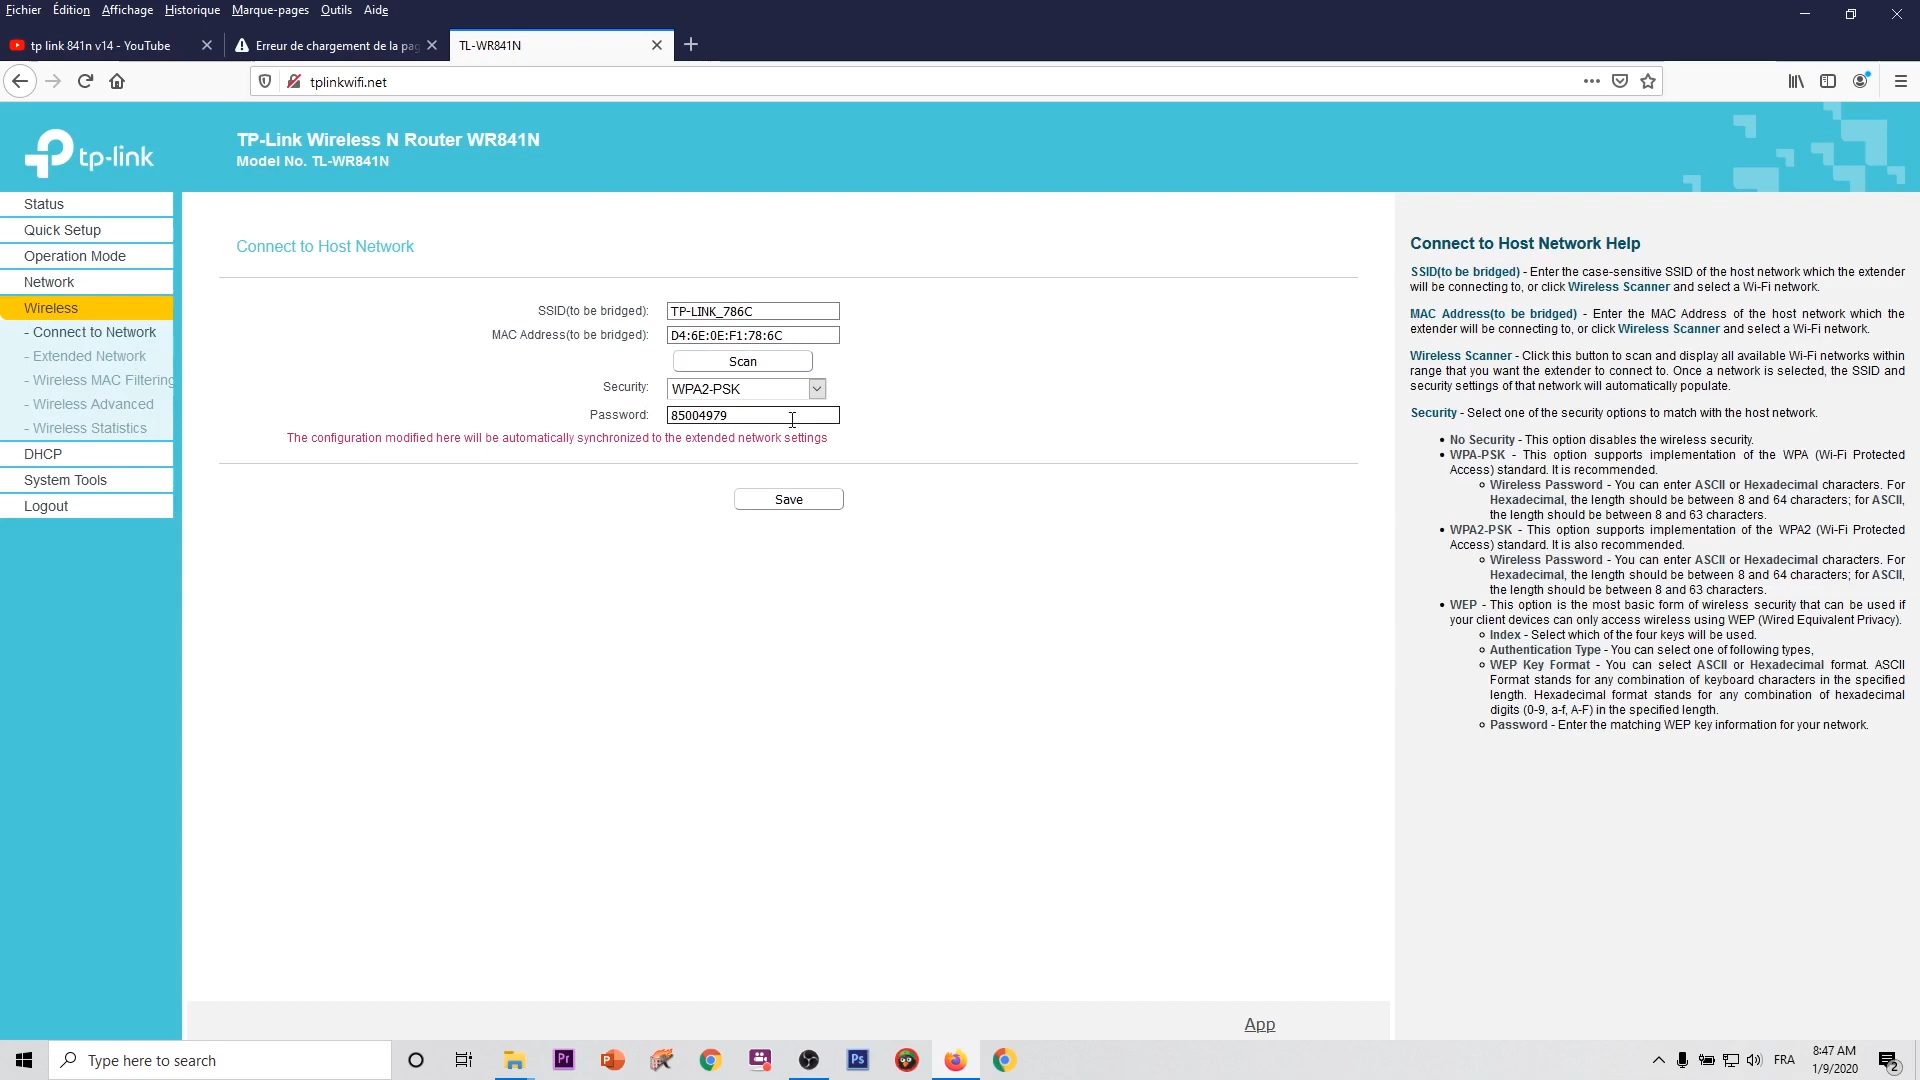 Fichier Édition Affichage Historique Marque-pages Outils Aide
tp link 841n v14 - YouTube
Erreur de chargement de la pag
TL-WR841N
tplinkwifi.net
tp-link
TP-Link Wireless N Router WR841N
Model No. TL-WR841N
Status
Quick Setup
Operation Mode
Network
Wireless
- Connect to Network
- Extended Network
- Wireless MAC Filtering
- Wireless Advanced
- Wireless Statistics
DHCP
System Tools
Logout
Connect to Host Network
SSID(to be bridged): TP-LINK_786C
MAC Address(to be bridged): D4:6E:0E:F1:78:6C
Scan
Security: WPA2-PSK
Password: 85004979
The configuration modified here will be automatically synchronized to the extended network settings
Save
App
Connect to Host Network Help
SSID(to be bridged) - Enter the case-sensitive SSID of the host network which the extender
will be connecting to, or click Wireless Scanner and select a Wi-Fi network.
MAC Address(to be bridged) - Enter the MAC Address of the host network which the
extender will be connecting to, or click Wireless Scanner and select a Wi-Fi network.
Wireless Scanner - Click this button to scan and display all available Wi-Fi networks within
range that you want the extender to connect to. Once a network is selected, the SSID and
security settings of that network will automatically populate.
Security - Select one of the security options to match with the host network.
No Security - This option disables the wireless security.
WPA-PSK - This option supports implementation of the WPA (Wi-Fi Protected
Access) standard. It is recommended.
Wireless Password - You can enter ASCII or Hexadecimal characters. For
Hexadecimal, the length should be between 8 and 64 characters; for ASCII,
the length should be between 8 and 63 characters.
WPA2-PSK - This option supports implementation of the WPA2 (Wi-Fi Protected
Access) standard. It is also recommended.
Wireless Password - You can enter ASCII or Hexadecimal characters. For
Hexadecimal, the length should be between 8 and 64 characters; for ASCII,
the length should be between 8 and 63 characters.
WEP - This option is the most basic form of wireless security that can be used if
your client devices can only access wireless using WEP (Wired Equivalent Privacy).
Index - Select which of the four keys will be used.
Authentication Type - You can select one of following types,
WEP Key Format - You can select ASCII or Hexadecimal format. ASCII
Format stands for any combination of keyboard characters in the specified
length. Hexadecimal format stands for any combination of hexadecimal
digits (0-9, a-f, A-F) in the specified length.
Password - Enter the matching WEP key information for your network.
Type here to search
Pr
P
Ps
FRA
8:47 AM
1/9/2020
2